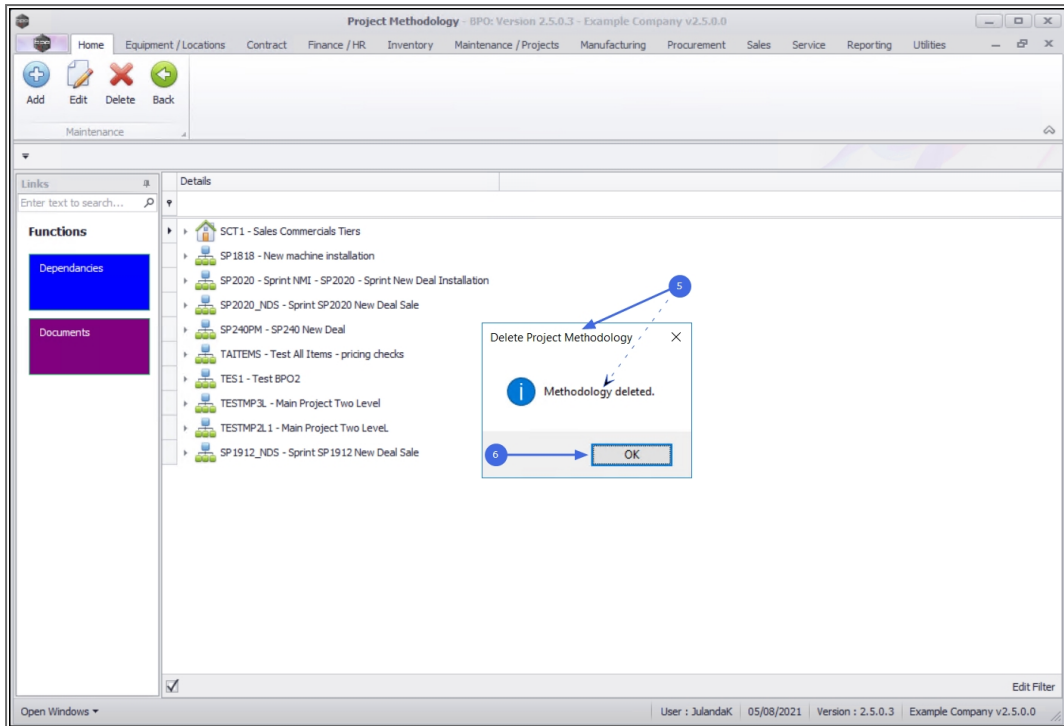 Project Methodology - BPO: Version 2.5.0.3 - Example Company v2.5.0.0
Home Equipment / Locations Contract Finance / HR Inventory Maintenance / Projects Manufacturing Procurement Sales Service Reporting Utilities
Add Edit Delete Back
Maintenance
Links
Enter text to search...
Functions
Dependancies
Documents
Details
SCT1 - Sales Commercials Tiers
SP1818 - New machine installation
SP2020 - Sprint NMI - SP2020 - Sprint New Deal Installation
SP2020_NDS - Sprint SP2020 New Deal Sale
SP240PM - SP240 New Deal
TAITEMS - Test All Items - pricing checks
TES1 - Test BPO2
TESTMP3L - Main Project Two Level
TESTMP2L1 - Main Project Two LeveL
SP1912_NDS - Sprint SP1912 New Deal Sale
5
Delete Project Methodology
Methodology deleted.
6
OK
Edit Filter
Open Windows
User : JulandaK 05/08/2021 Version : 2.5.0.3 Example Company v2.5.0.0